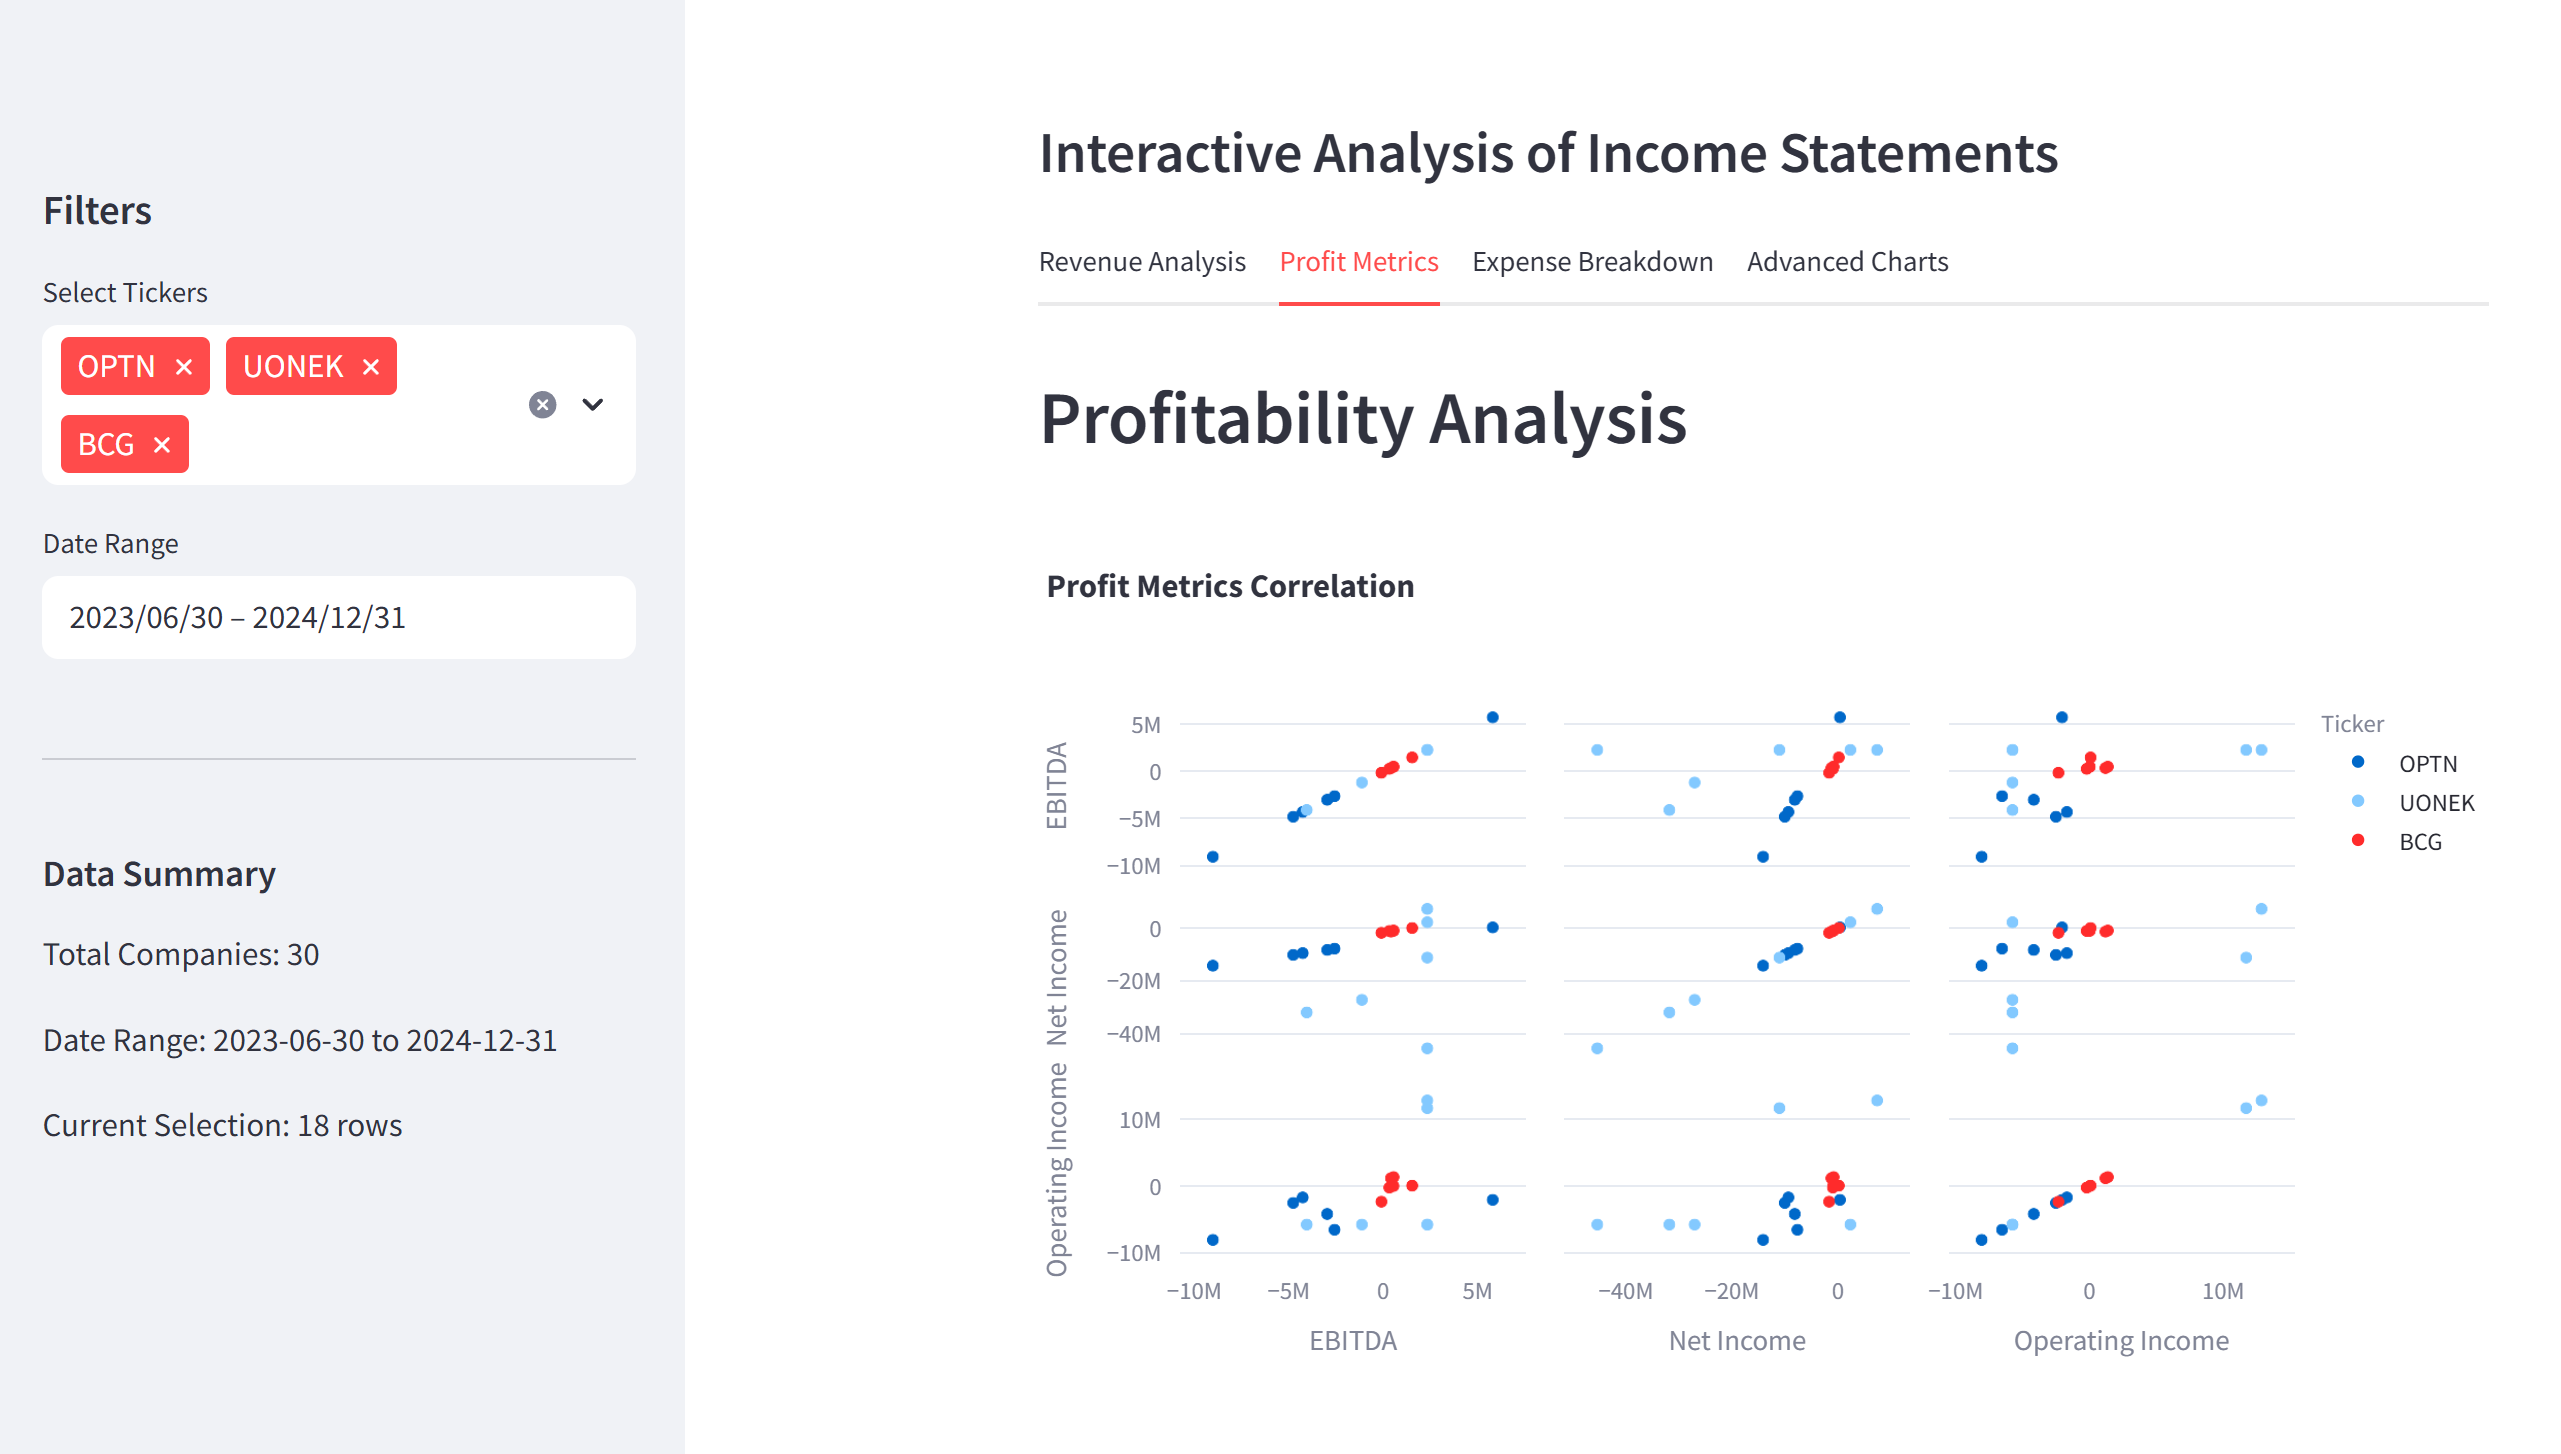 Filters
Select Tickers
OPTN
UONEK
BCG
Date Range
2023/06/30 – 2024/12/31
Data Summary
Total Companies: 30
Date Range: 2023-06-30 to 2024-12-31
Current Selection: 18 rows
Interactive Analysis of Income Statements
Revenue Analysis Profit Metrics Expense Breakdown Advanced Charts
Profitability Analysis
Profit Metrics Correlation
EBITDA
5M
0
−5M
−10M
Net Income
0
−20M
−40M
Operating Income
10M
0
−10M
−10M −5M 0 5M
−40M −20M 0
−10M 0 10M
EBITDA
Net Income
Operating Income
Ticker
OPTN
UONEK
BCG